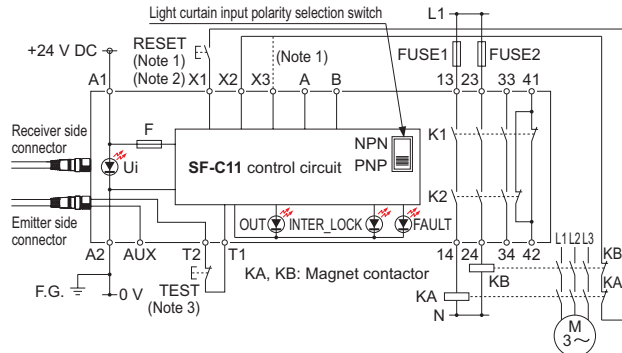 Light curtain input polarity selection switch
L1
+24 V DC
RESET
(Note 1)
(Note 2)
(Note 1)
FUSE1
FUSE2
A1
X1
X2
X3
A
B
13
23
33
41
Receiver side
connector
F
Ui
NPN
PNP
SF-C11 control circuit
K1
K2
Emitter side
connector
OUT
INTER_LOCK
FAULT
A2
AUX
T2
T1
14
24
34
42
L1
L2
L3
KA, KB: Magnet contactor
KB
KB
F.G.
0 V
TEST
(Note 3)
KA
KA
N
M
3~